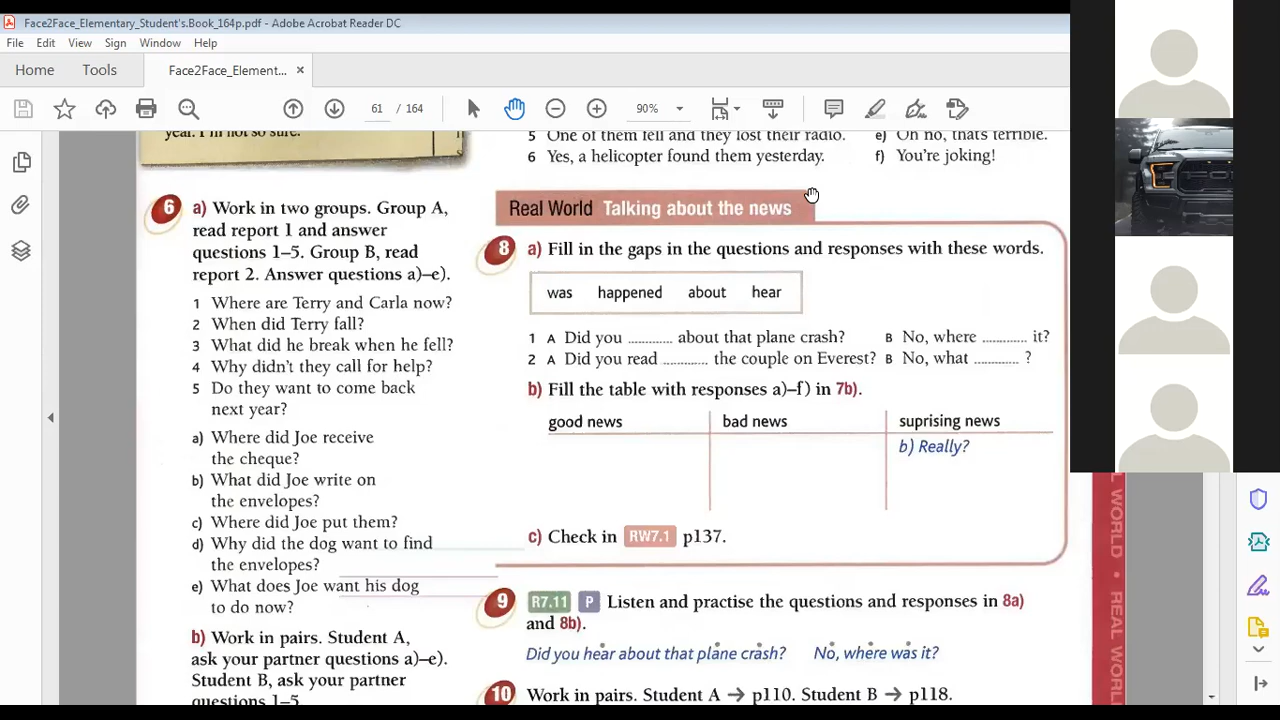 Face2Face_Elementary_Student's.Book_164p.pdf - Adobe Acrobat Reader DC
File Edit View Sign Window Help
Home Tools Face2Face_Element... ×
61 / 164 90%
year. I'm not so sure.
5 One of them fell and they lost their radio. e) Oh no, that's terrible.
6 Yes, a helicopter found them yesterday. f) You're joking!
6 a) Work in two groups. Group A,
read report 1 and answer
questions 1–5. Group B, read
report 2. Answer questions a)–e).
1 Where are Terry and Carla now?
2 When did Terry fall?
3 What did he break when he fell?
4 Why didn't they call for help?
5 Do they want to come back
next year?
a) Where did Joe receive
the cheque?
b) What did Joe write on
the envelopes?
c) Where did Joe put them?
d) Why did the dog want to find
the envelopes?
e) What does Joe want his dog
to do now?
b) Work in pairs. Student A,
ask your partner questions a)–e).
Student B, ask your partner
questions 1–5.
Real World Talking about the news
8 a) Fill in the gaps in the questions and responses with these words.
was happened about hear
1 A Did you ........... about that plane crash? B No, where ........... it?
2 A Did you read ........... the couple on Everest? B No, what ........... ?
b) Fill the table with responses a)–f) in 7b).
good news bad news suprising news
b) Really?
c) Check in RW7.1 p137.
9 R7.11 P Listen and practise the questions and responses in 8a)
and 8b).
Did you hear about that plane crash? No, where was it?
10 Work in pairs. Student A → p110. Student B → p118.
WORLD • REAL WORL